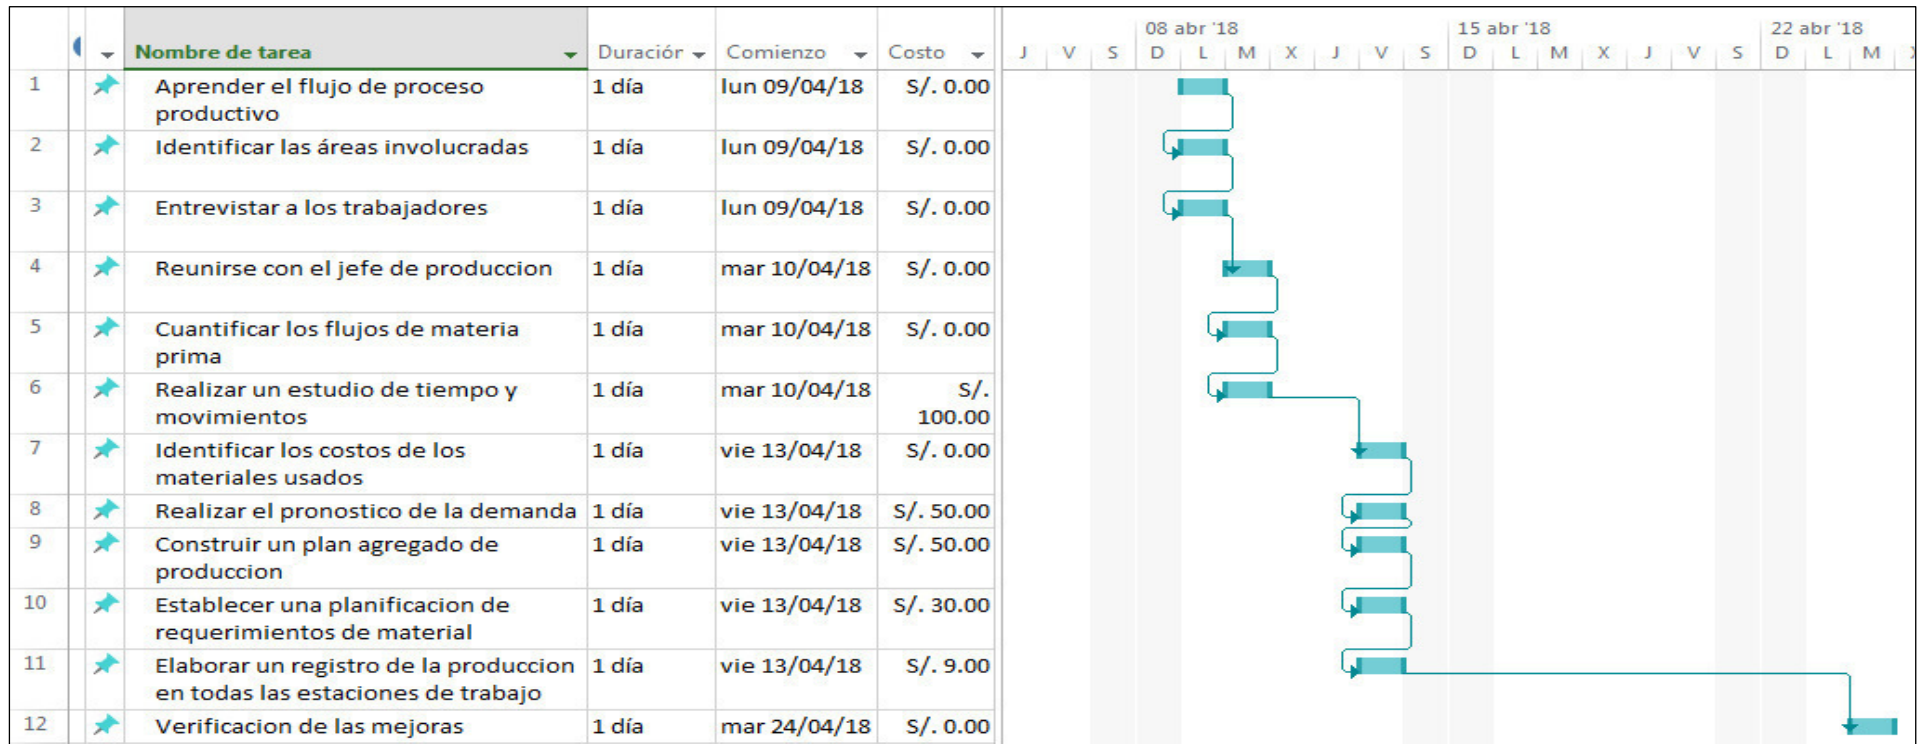 08 abr '18 15 abr '18 22 abr '18
Nombre de tarea Duración Comienzo Costo J V S D L M X J V S D L M X J V S D L M
1 Aprender el flujo de proceso 1 día lun 09/04/18 S/. 0.00
productivo
2 Identificar las áreas involucradas 1 día lun 09/04/18 S/. 0.00
3 Entrevistar a los trabajadores 1 día lun 09/04/18 S/. 0.00
4 Reunirse con el jefe de produccion 1 día mar 10/04/18 S/. 0.00
5 Cuantificar los flujos de materia 1 día mar 10/04/18 S/. 0.00
prima
6 Realizar un estudio de tiempo y 1 día mar 10/04/18 S/.
movimientos 100.00
7 Identificar los costos de los 1 día vie 13/04/18 S/. 0.00
materiales usados
8 Realizar el pronostico de la demanda 1 día vie 13/04/18 S/. 50.00
9 Construir un plan agregado de 1 día vie 13/04/18 S/. 50.00
produccion
10 Establecer una planificacion de 1 día vie 13/04/18 S/. 30.00
requerimientos de material
11 Elaborar un registro de la produccion 1 día vie 13/04/18 S/. 9.00
en todas las estaciones de trabajo
12 Verificacion de las mejoras 1 día mar 24/04/18 S/. 0.00